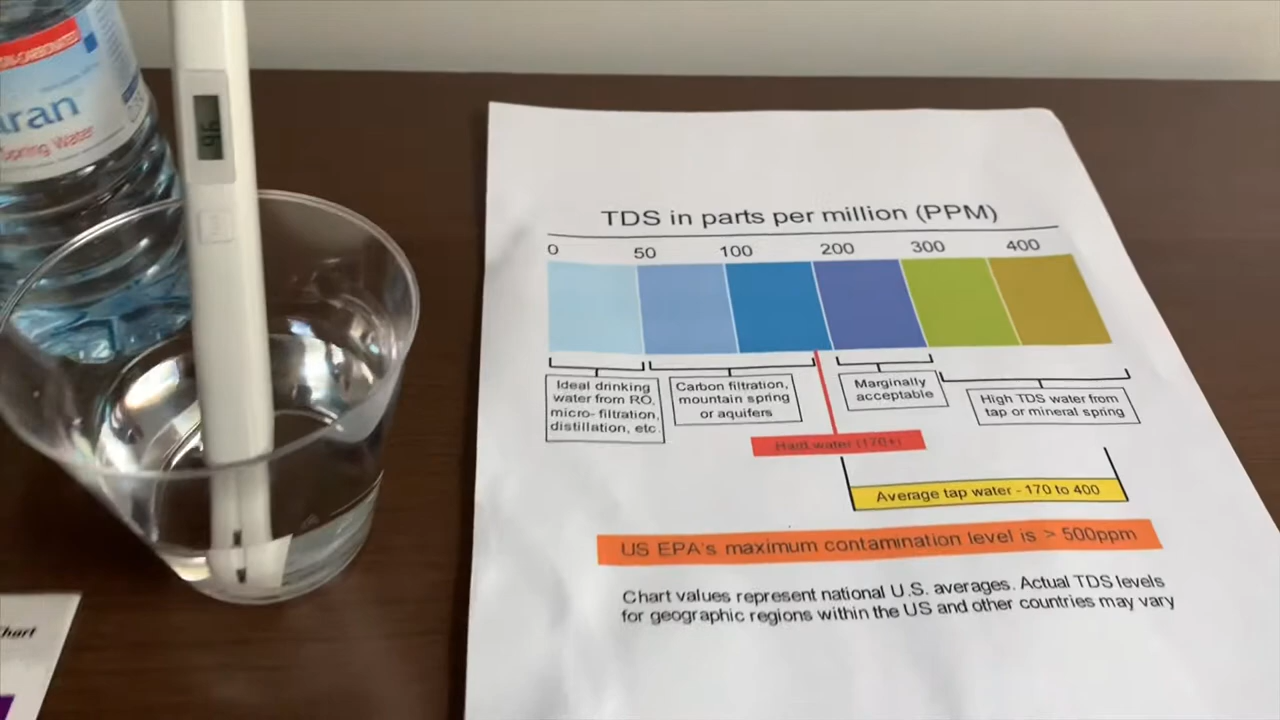 NON-CARBONATED
aran
Spring Water
96
TDS in parts per million (PPM)
0 50 100 200 300 400
Ideal drinking
water from RO,
micro-filtration,
distillation, etc.
Carbon filtration,
mountain spring
or aquifers
Marginally
acceptable
High TDS water from
tap or mineral spring
Hard water (170+)
Average tap water - 170 to 400
US EPA's maximum contamination level is > 500ppm
Chart values represent national U.S. averages. Actual TDS levels
for geographic regions within the US and other countries may vary
Chart